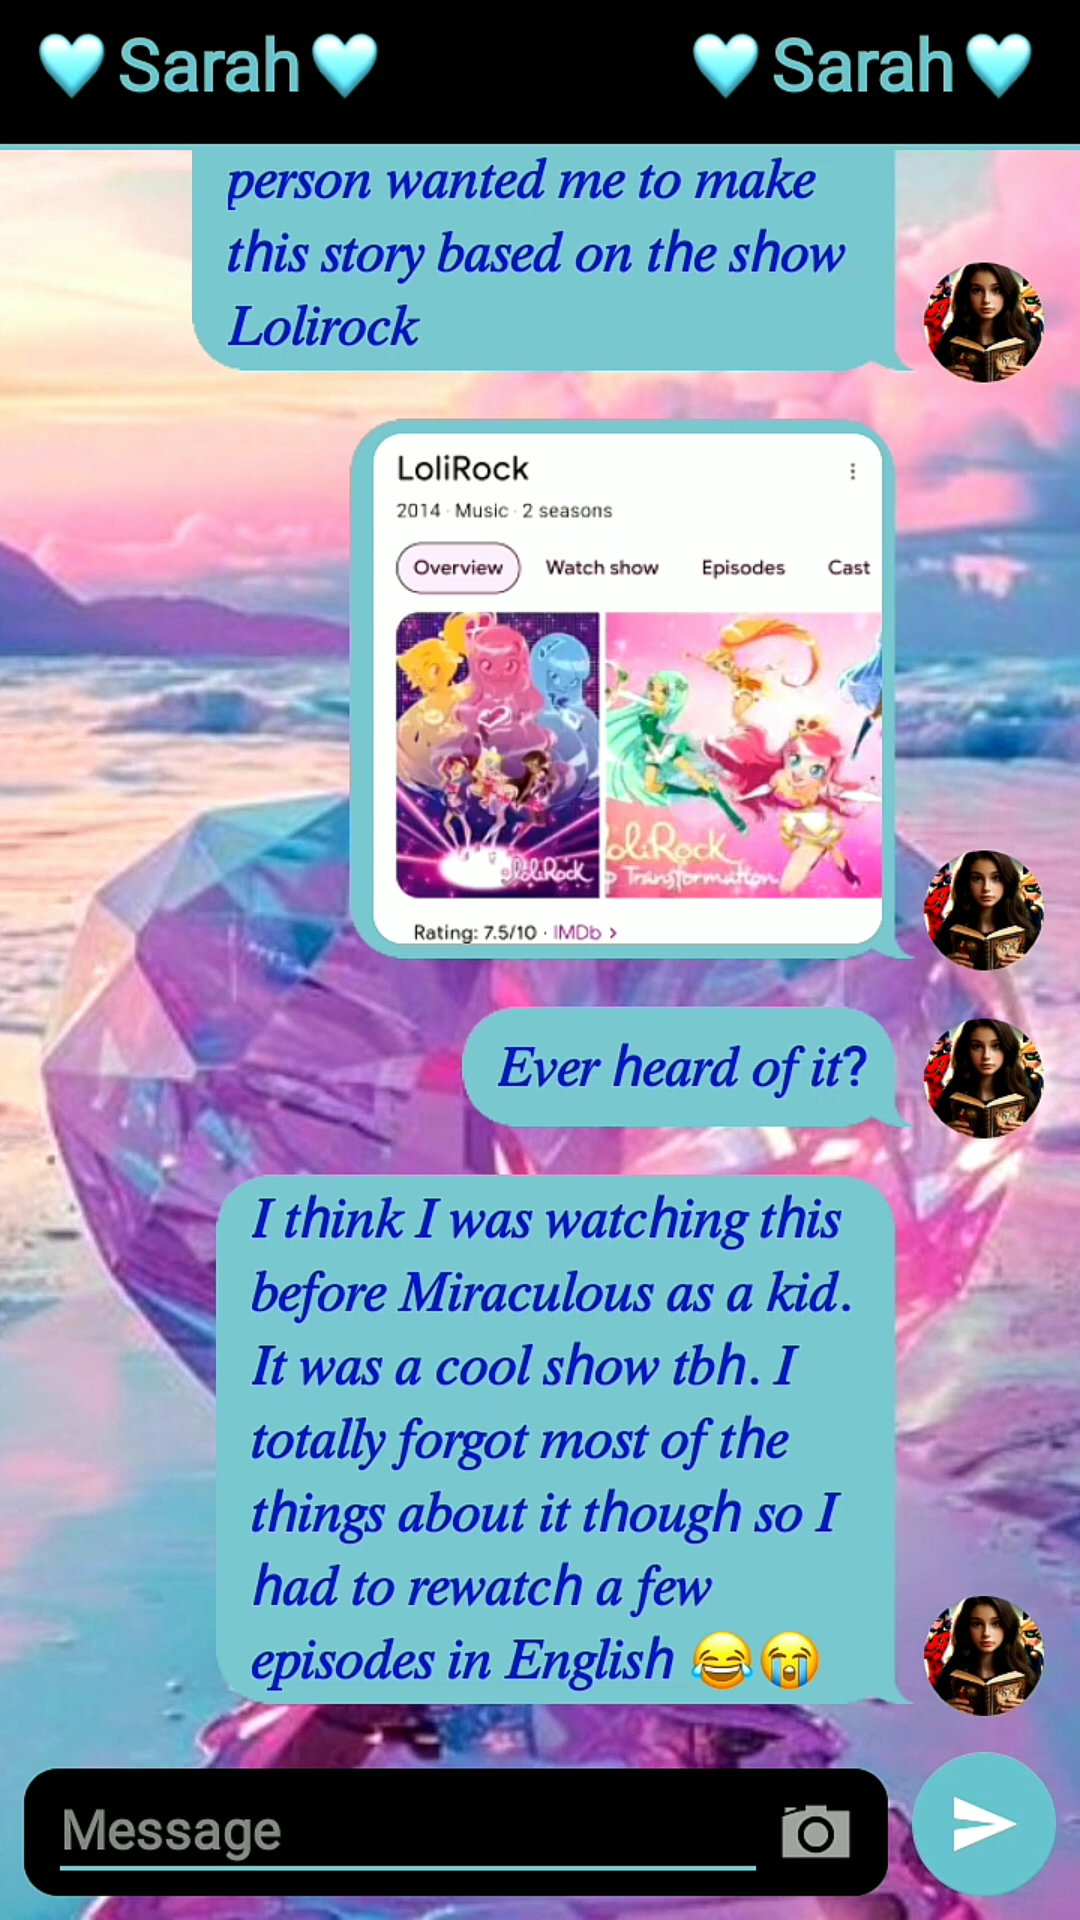 🩵Sarah🩵 🩵Sarah🩵
person wanted me to make
this story based on the show
Lolirock
LoliRock
2014 · Music · 2 seasons
Overview Watch show Episodes Cast
LoliRock
oliRock
p Transformation
Rating: 7.5/10 · IMDb >
Ever heard of it?
I think I was watching this
before Miraculous as a kid.
It was a cool show tbh. I
totally forgot most of the
things about it though so I
had to rewatch a few
episodes in English 😂😭
Message